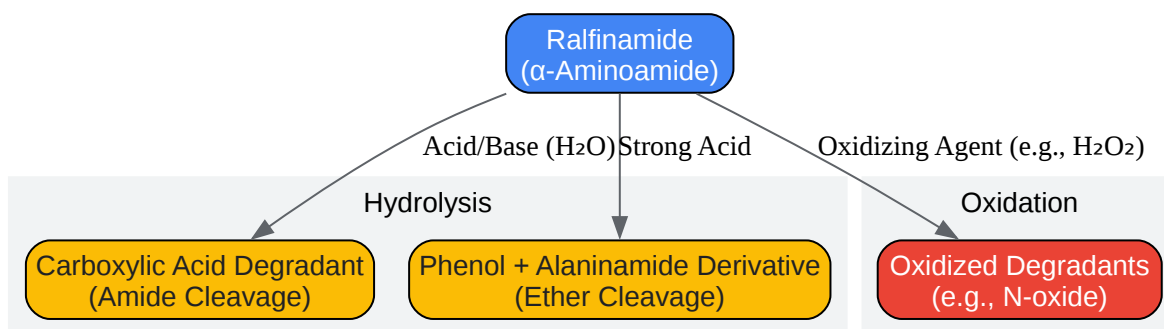 Ralfinamide
(α-Aminoamide)
Acid/Base (H₂O)
Strong Acid
Oxidizing Agent (e.g., H₂O₂)
Hydrolysis
Oxidation
Carboxylic Acid Degradant
(Amide Cleavage)
Phenol + Alaninamide Derivative
(Ether Cleavage)
Oxidized Degradants
(e.g., N-oxide)